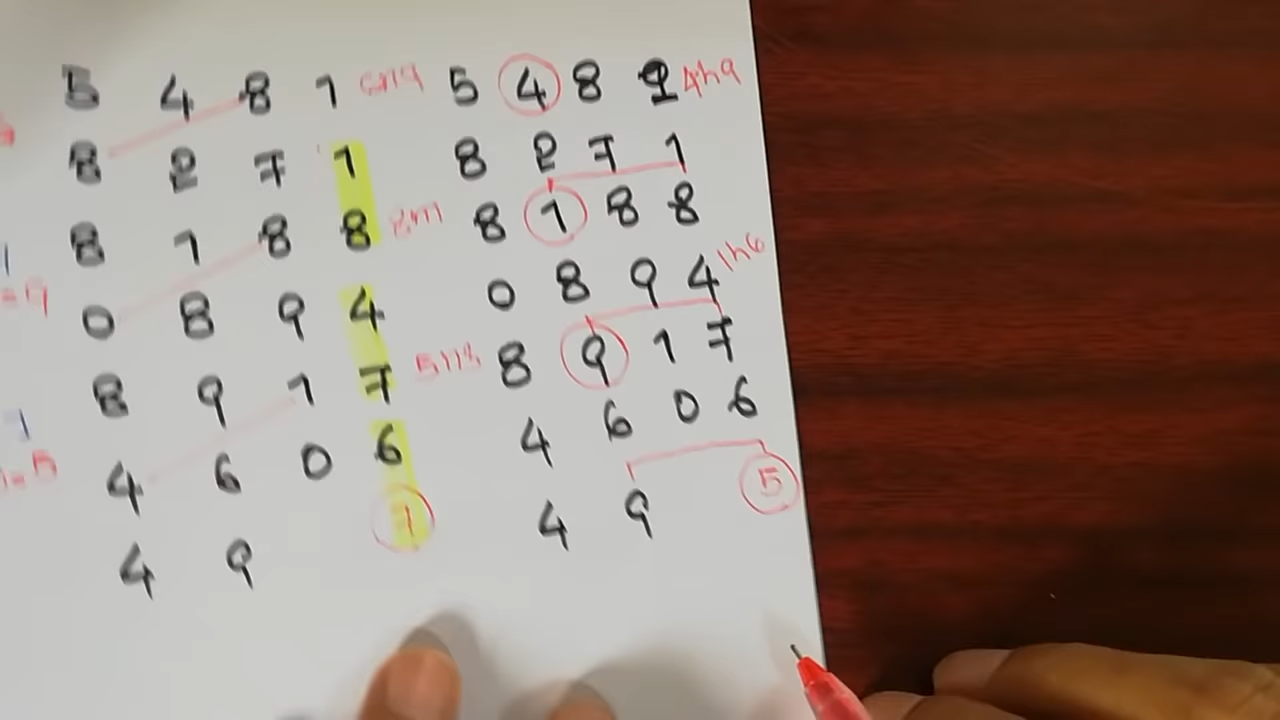 5 4 8 1 5 4 8 9
8 2 7 1 8 2 7 1
8 1 8 8 8 1 8 8
0 8 9 4 0 8 9 4 1 6
8 9 1 7 8 9 1 7
4 6 0 6 4 6 0 6
4 9 1 4 9 5